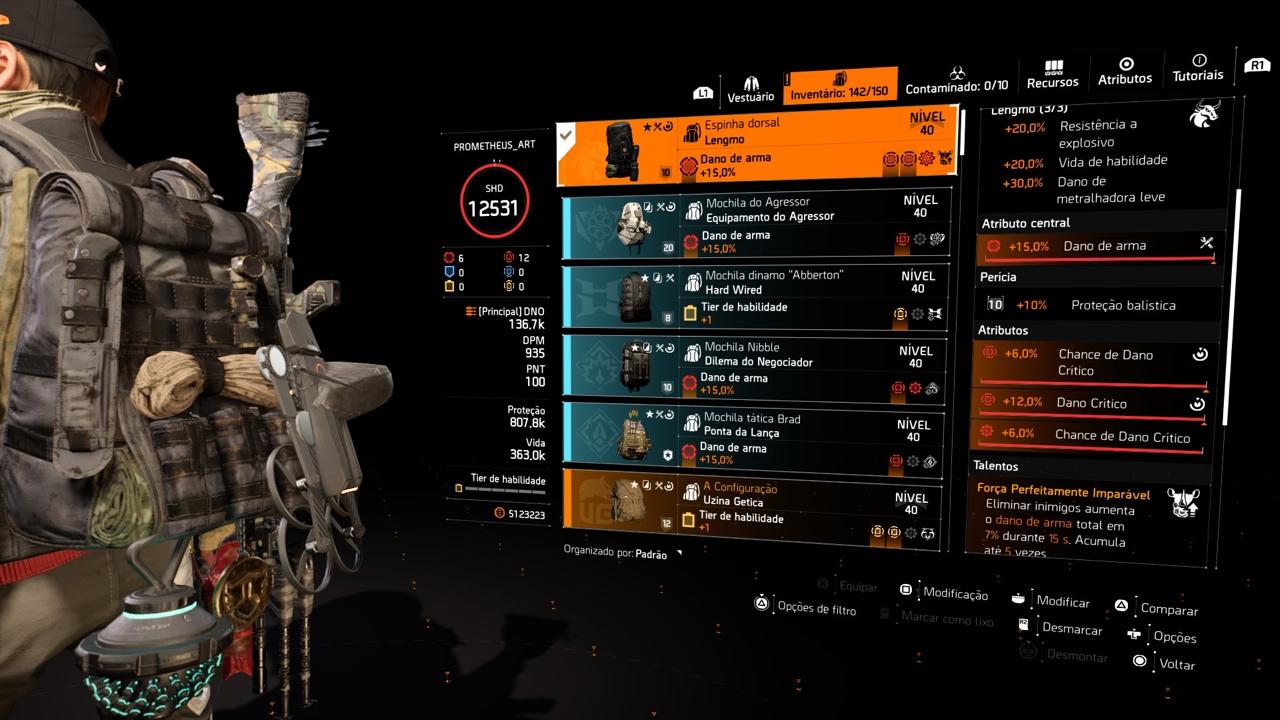 L1
Vestuário
Inventário: 142/150
Contaminado: 0/10
Recursos
Atributos
Tutoriais
R1
PROMETHEUS_ART
SHD
12531
6
12
0
0
0
0
[Principal] DNO
136,7k
DPM
935
PNT
100
Proteção
807,8k
Vida
363,0k
Tier de habilidade
5123223
Espinha dorsal
Lengmo
NÍVEL
40
10
Dano de arma
+15,0%
Mochila do Agressor
Equipamento do Agressor
NÍVEL
40
20
Dano de arma
+15,0%
Mochila dinamo "Abberton"
Hard Wired
NÍVEL
40
8
Tier de habilidade
+1
Mochila Nibble
Dilema do Negociador
NÍVEL
40
10
Dano de arma
+15,0%
Mochila tática Brad
Ponta da Lança
NÍVEL
40
Dano de arma
+15,0%
A Configuração
Uzina Getica
NÍVEL
40
12
Tier de habilidade
+1
Organizado por: Padrão
Lengmo (3/3)
+20,0% Resistência a
explosivo
+20,0% Vida de habilidade
+30,0% Dano de
metralhadora leve
Atributo central
+15,0% Dano de arma
Perícia
10 +10% Proteção balística
Atributos
+6,0% Chance de Dano
Crítico
+12,0% Dano Crítico
+6,0% Chance de Dano Crítico
Talentos
Força Perfeitamente Imparável
Eliminar inimigos aumenta
o dano de arma total em
7% durante 15 s. Acumula
até 5 vezes
Equipar
Modificação
Modificar
Comparar
Opções de filtro
Marcar como lixo
Desmarcar
Opções
Desmontar
Voltar